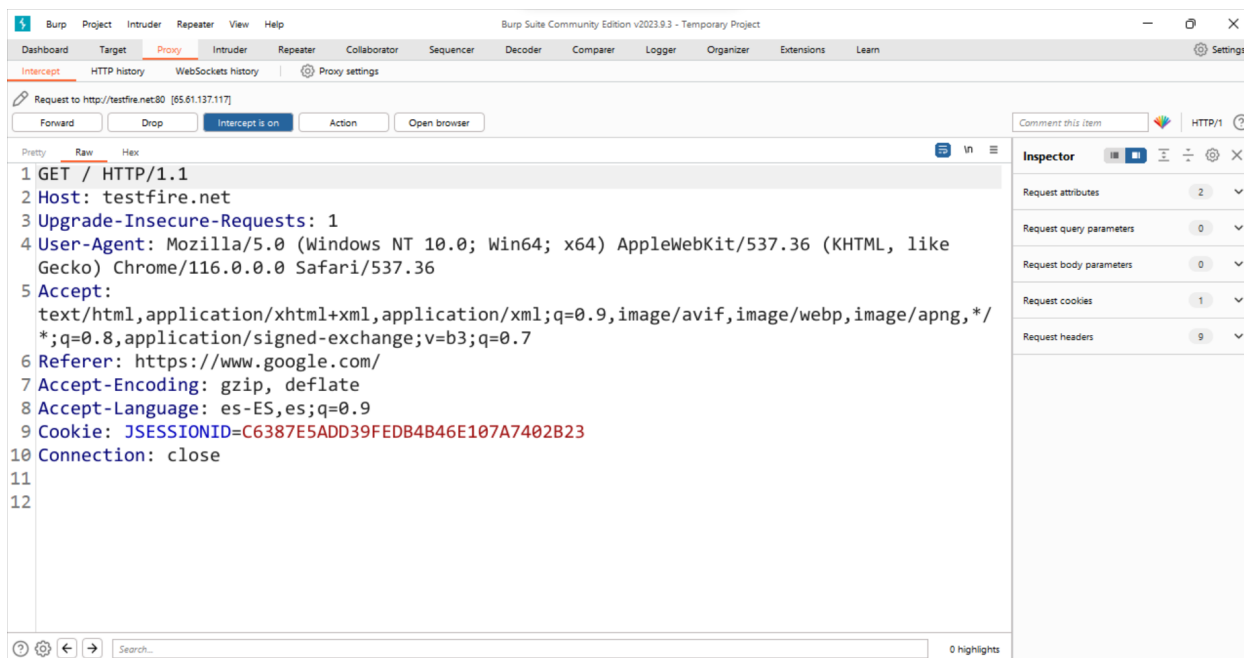 Burp Project Intruder Repeater View Help Burp Suite Community Edition v2023.9.3 - Temporary Project
Dashboard Target Proxy Intruder Repeater Collaborator Sequencer Decoder Comparer Logger Organizer Extensions Learn Settings
Intercept HTTP history WebSockets history Proxy settings
Request to http://testfire.net:80 [65.61.137.117]
Forward Drop Intercept is on Action Open browser Comment this item HTTP/1 ?
Pretty Raw Hex \n
1 GET / HTTP/1.1
2 Host: testfire.net
3 Upgrade-Insecure-Requests: 1
4 User-Agent: Mozilla/5.0 (Windows NT 10.0; Win64; x64) AppleWebKit/537.36 (KHTML, like
Gecko) Chrome/116.0.0.0 Safari/537.36
5 Accept:
text/html,application/xhtml+xml,application/xml;q=0.9,image/avif,image/webp,image/apng,*/
*;q=0.8,application/signed-exchange;v=b3;q=0.7
6 Referer: https://www.google.com/
7 Accept-Encoding: gzip, deflate
8 Accept-Language: es-ES,es;q=0.9
9 Cookie: JSESSIONID=C6387E5ADD39FEDB4B46E107A7402B23
10 Connection: close
11
12
Inspector
Request attributes 2
Request query parameters 0
Request body parameters 0
Request cookies 1
Request headers 9
? Search... 0 highlights